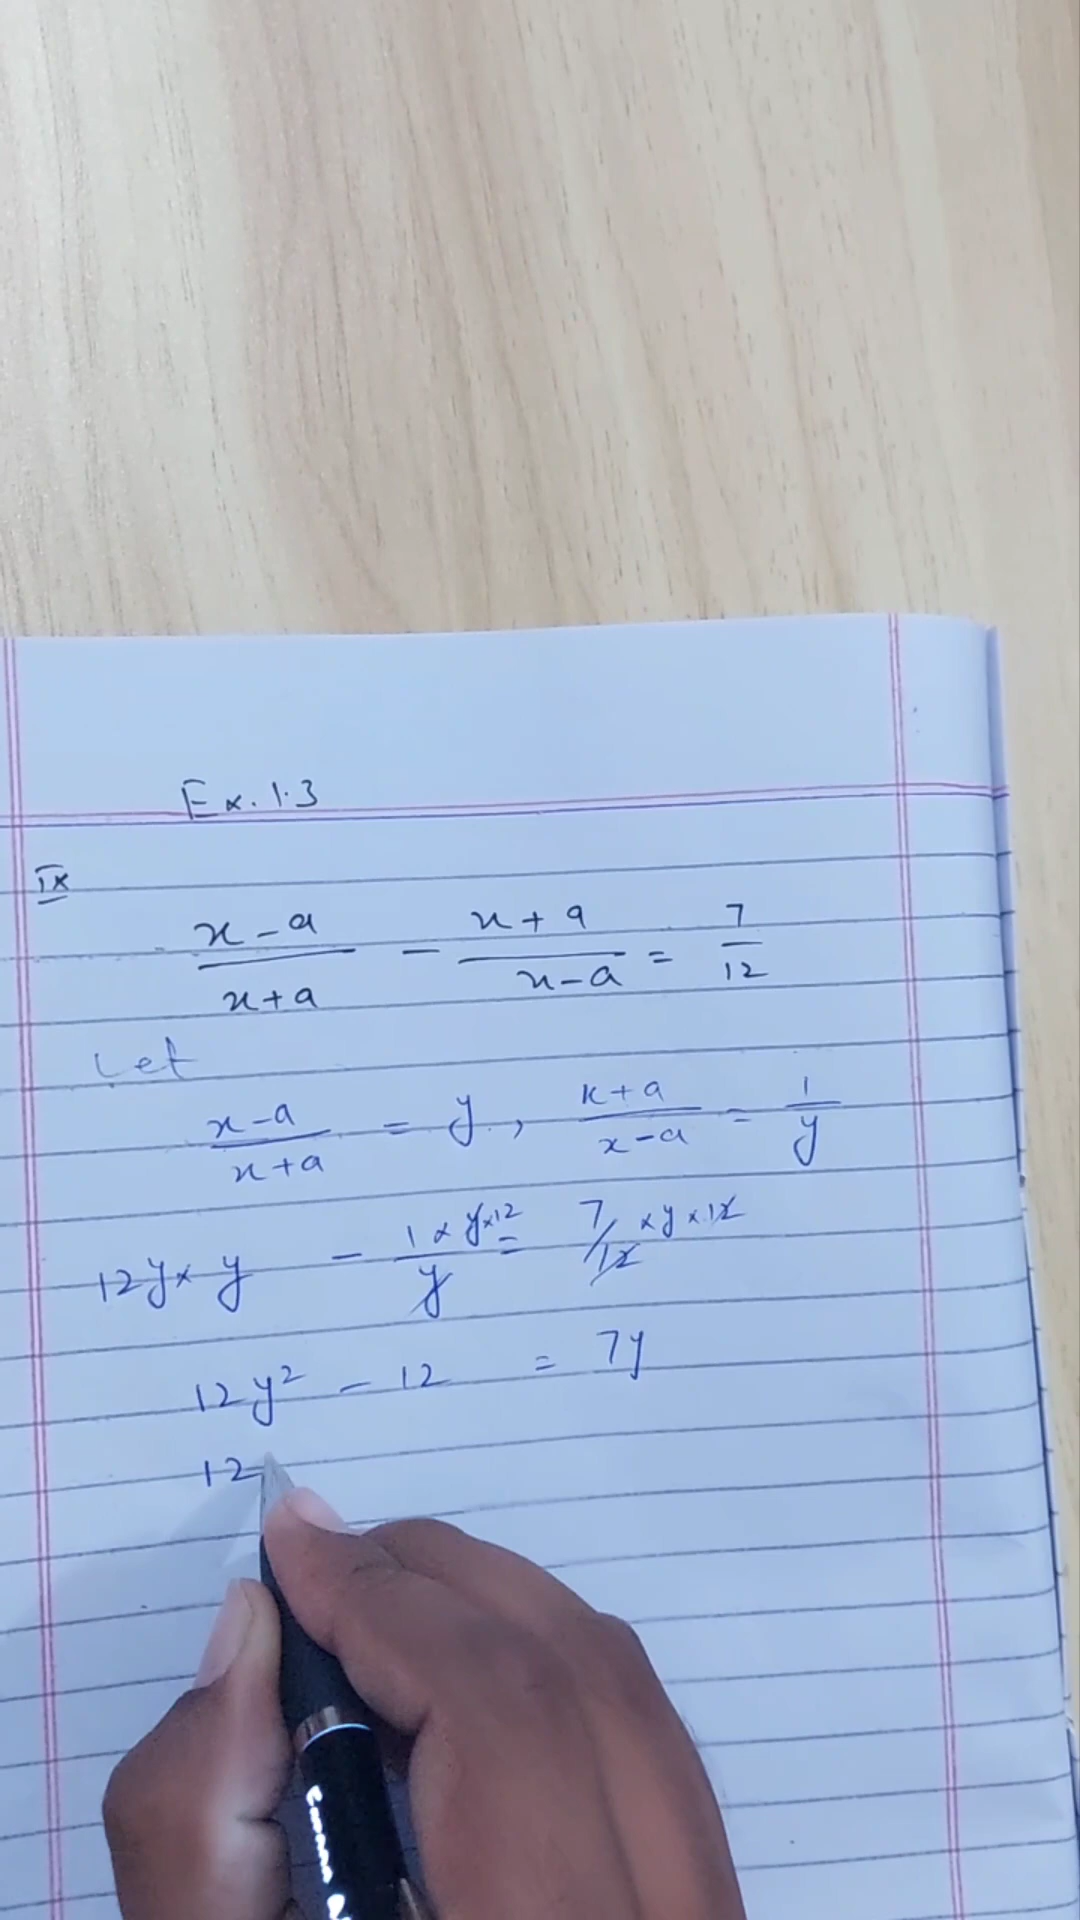 Ex. 1.3
ix
x-a/x+a - x+a/x-a = 7/12
Let
x-a/x+a = y, x+a/x-a = 1/y
12y× y - 1×y×12/y = 7/12×y×12
12y² - 12 = 7y
12